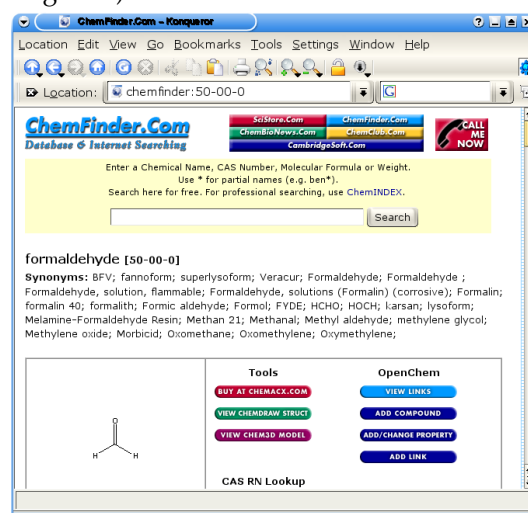 ChemFinder.Com – Konqueror
Location Edit View Go Bookmarks Tools Settings Window Help
Location: chemfinder:50-00-0
G
ChemFinder.Com
Database & Internet Searching
SciStore.Com ChemFinder.Com
ChemBioNews.Com ChemClub.Com
CambridgeSoft.Com
CALL
ME
NOW
Enter a Chemical Name, CAS Number, Molecular Formula or Weight.
Use * for partial names (e.g. ben*).
Search here for free. For professional searching, use ChemINDEX.
Search
formaldehyde [50-00-0]
Synonyms: BFV; fannoform; superlysoform; Veracur; Formaldehyde; Formaldehyde ;
Formaldehyde, solution, flammable; Formaldehyde, solutions (Formalin) (corrosive); Formalin;
formalin 40; formalith; Formic aldehyde; Formol; FYDE; HCHO; HOCH; karsan; lysoform;
Melamine-Formaldehyde Resin; Methan 21; Methanal; Methyl aldehyde; methylene glycol;
Methylene oxide; Morbicid; Oxomethane; Oxomethylene; Oxymethylene;
Tools OpenChem
BUY AT CHEMACX.COM VIEW LINKS
VIEW CHEMDRAW STRUCT ADD COMPOUND
VIEW CHEM3D MODEL ADD/CHANGE PROPERTY
ADD LINK
O
H H
CAS RN Lookup